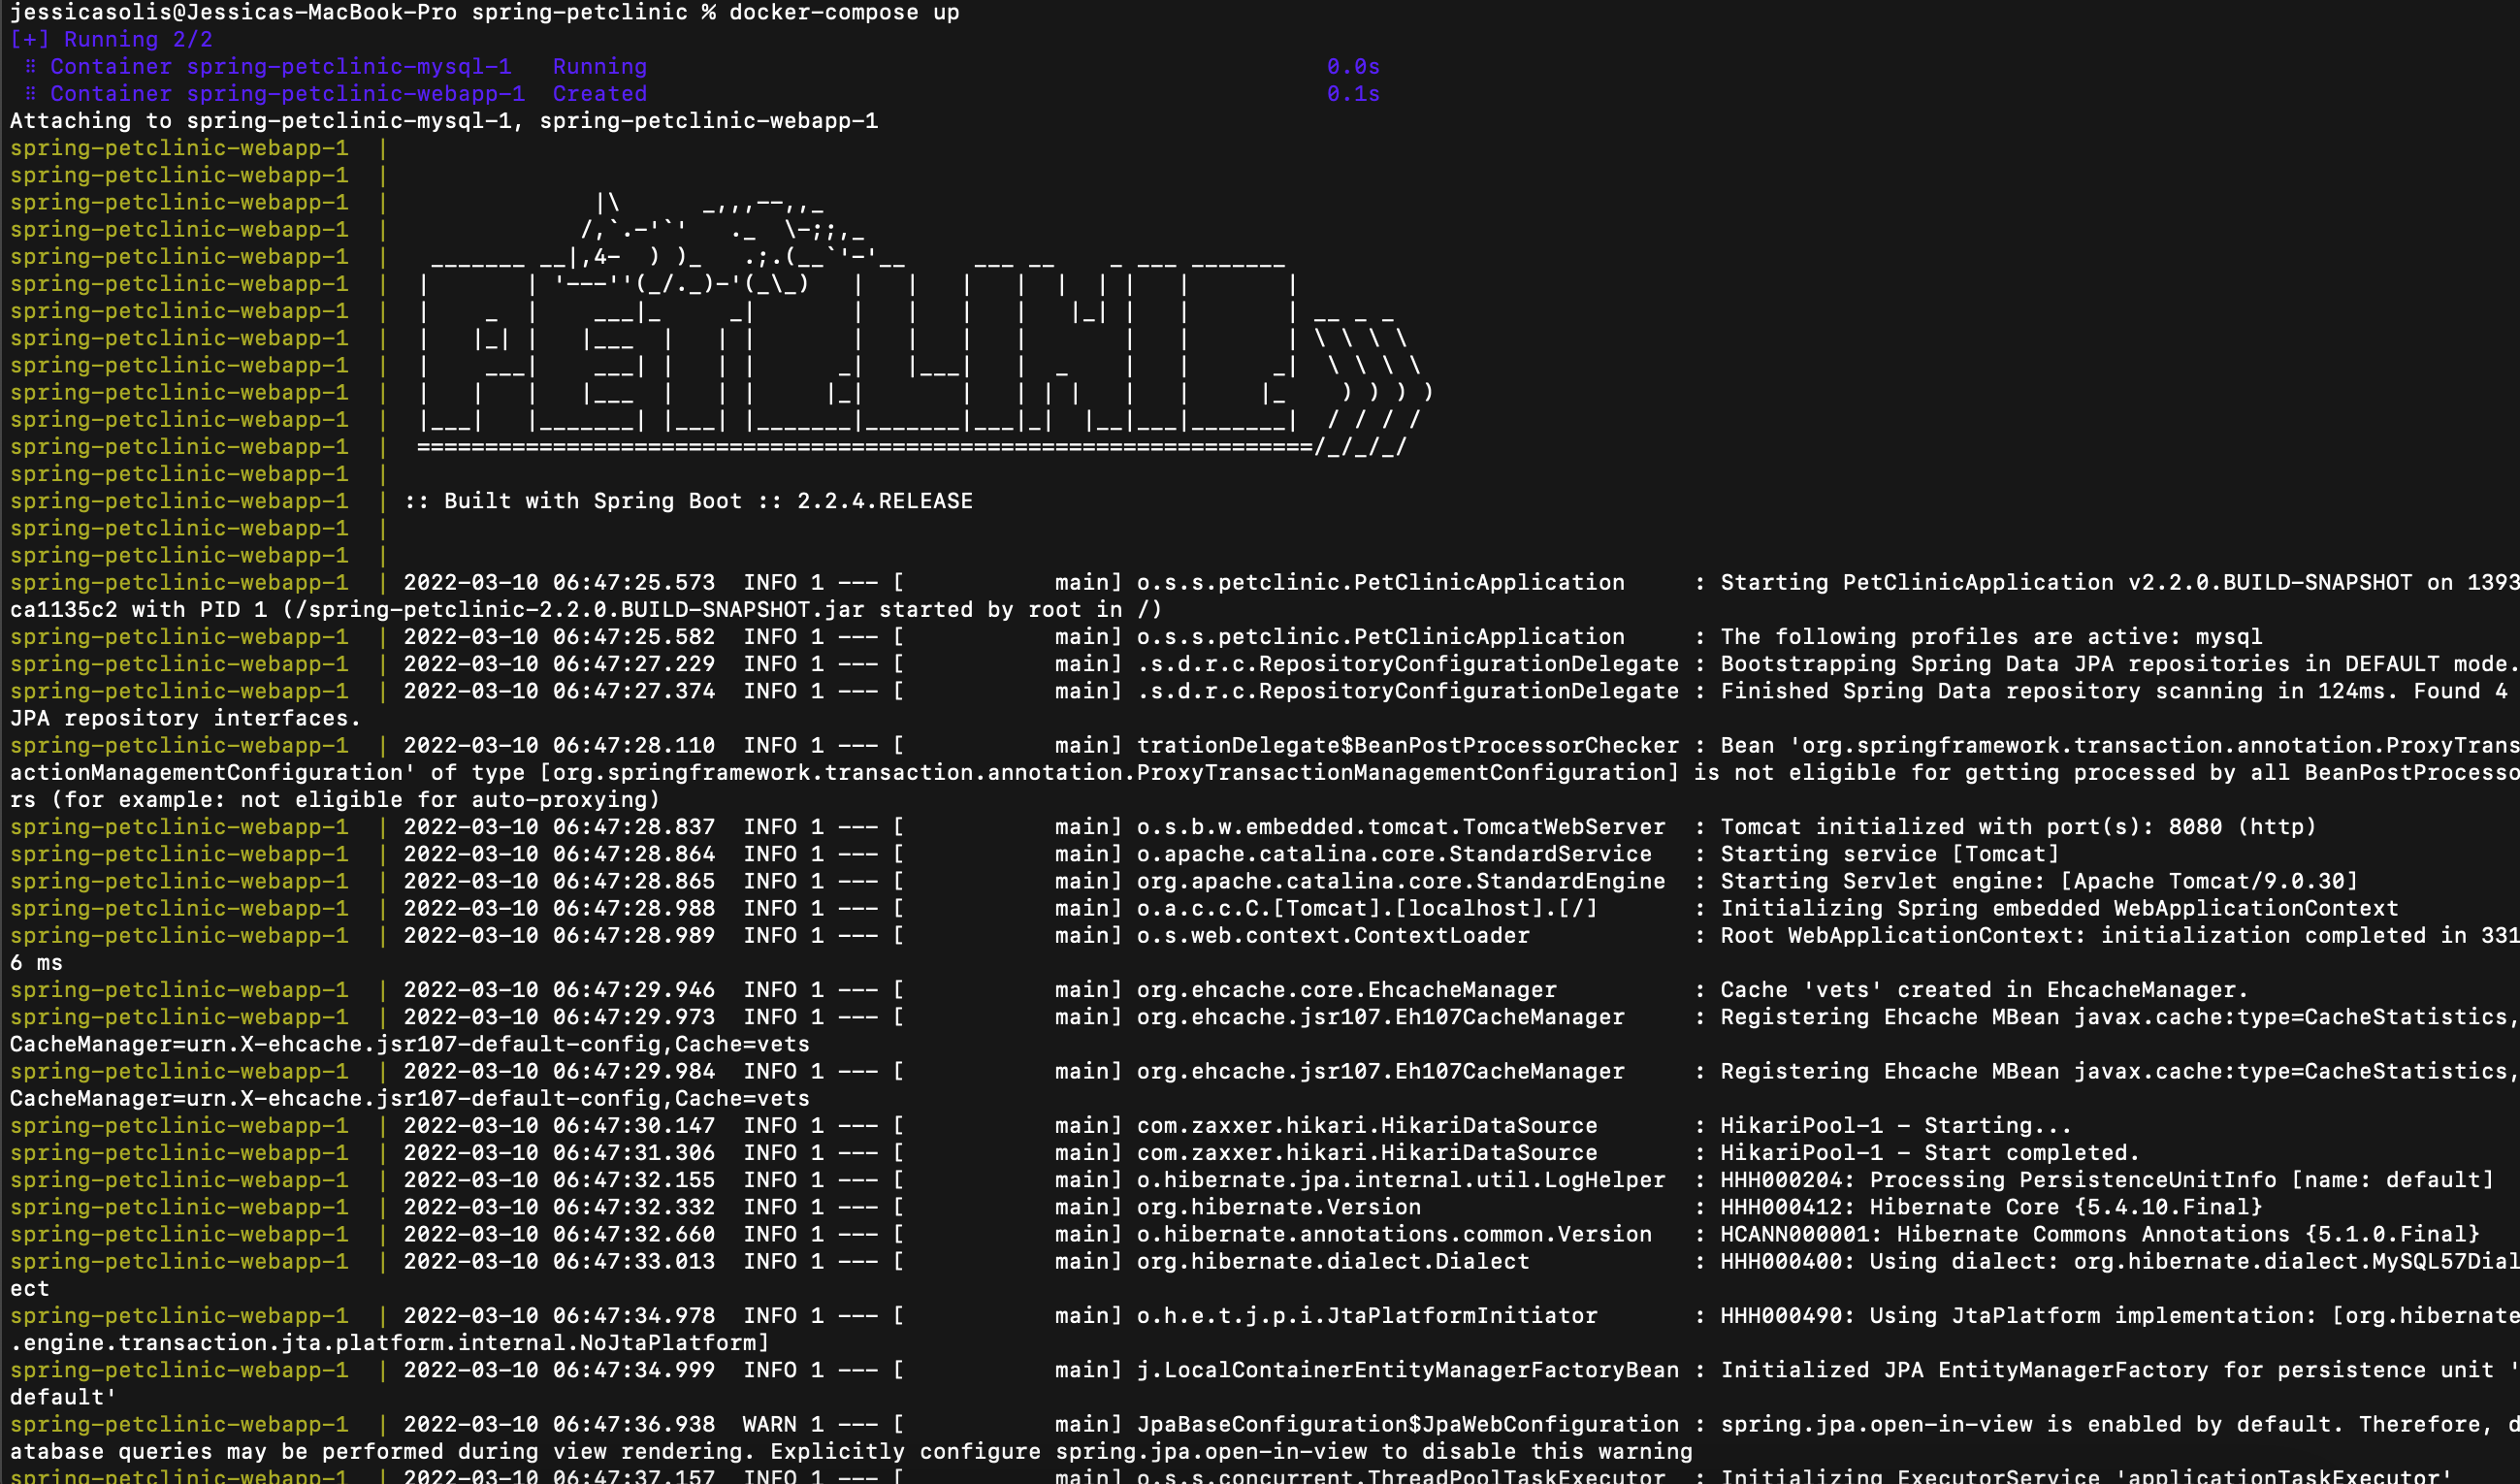 jessicasolis@Jessicas-MacBook-Pro spring-petclinic % docker-compose up
[+] Running 2/2
 ⠿ Container spring-petclinic-mysql-1   Running                                                  0.0s
 ⠿ Container spring-petclinic-webapp-1  Created                                                  0.1s
Attaching to spring-petclinic-mysql-1, spring-petclinic-webapp-1
spring-petclinic-webapp-1  |
spring-petclinic-webapp-1  |
spring-petclinic-webapp-1  |                |\      _,,,--,,_
spring-petclinic-webapp-1  |               /,`.-'`'   ._  \-;;,_
spring-petclinic-webapp-1  |    _______ __|,4-  ) )_   .;.(__`'-'__     ___ __    _ ___ _______
spring-petclinic-webapp-1  |   |       | '---''(_/._)-'(_\_)   |   |   |   |  |  | |   |       |
spring-petclinic-webapp-1  |   |    _  |    ___|_     _|       |   |   |   |   |_| |   |       | __ _ _
spring-petclinic-webapp-1  |   |   |_| |   |___  |   | |       |   |   |   |       |   |       | \ \ \ \
spring-petclinic-webapp-1  |   |    ___|    ___| |   | |      _|   |___|   |  _    |   |      _|  \ \ \ \
spring-petclinic-webapp-1  |   |   |   |   |___  |   | |     |_|       |   | | |   |   |     |_    ) ) ) )
spring-petclinic-webapp-1  |   |___|   |_______| |___| |_______|_______|___|_|  |__|___|_______|  / / / /
spring-petclinic-webapp-1  |   ==================================================================/_/_/_/
spring-petclinic-webapp-1  |
spring-petclinic-webapp-1  | :: Built with Spring Boot :: 2.2.4.RELEASE
spring-petclinic-webapp-1  |
spring-petclinic-webapp-1  |
spring-petclinic-webapp-1  | 2022-03-10 06:47:25.573  INFO 1 --- [           main] o.s.s.petclinic.PetClinicApplication     : Starting PetClinicApplication v2.2.0.BUILD-SNAPSHOT on 1393
ca1135c2 with PID 1 (/spring-petclinic-2.2.0.BUILD-SNAPSHOT.jar started by root in /)
spring-petclinic-webapp-1  | 2022-03-10 06:47:25.582  INFO 1 --- [           main] o.s.s.petclinic.PetClinicApplication     : The following profiles are active: mysql
spring-petclinic-webapp-1  | 2022-03-10 06:47:27.229  INFO 1 --- [           main] .s.d.r.c.RepositoryConfigurationDelegate : Bootstrapping Spring Data JPA repositories in DEFAULT mode.
spring-petclinic-webapp-1  | 2022-03-10 06:47:27.374  INFO 1 --- [           main] .s.d.r.c.RepositoryConfigurationDelegate : Finished Spring Data repository scanning in 124ms. Found 4
JPA repository interfaces.
spring-petclinic-webapp-1  | 2022-03-10 06:47:28.110  INFO 1 --- [           main] trationDelegate$BeanPostProcessorChecker : Bean 'org.springframework.transaction.annotation.ProxyTrans
actionManagementConfiguration' of type [org.springframework.transaction.annotation.ProxyTransactionManagementConfiguration] is not eligible for getting processed by all BeanPostProcesso
rs (for example: not eligible for auto-proxying)
spring-petclinic-webapp-1  | 2022-03-10 06:47:28.837  INFO 1 --- [           main] o.s.b.w.embedded.tomcat.TomcatWebServer  : Tomcat initialized with port(s): 8080 (http)
spring-petclinic-webapp-1  | 2022-03-10 06:47:28.864  INFO 1 --- [           main] o.apache.catalina.core.StandardService   : Starting service [Tomcat]
spring-petclinic-webapp-1  | 2022-03-10 06:47:28.865  INFO 1 --- [           main] org.apache.catalina.core.StandardEngine  : Starting Servlet engine: [Apache Tomcat/9.0.30]
spring-petclinic-webapp-1  | 2022-03-10 06:47:28.988  INFO 1 --- [           main] o.a.c.c.C.[Tomcat].[localhost].[/]       : Initializing Spring embedded WebApplicationContext
spring-petclinic-webapp-1  | 2022-03-10 06:47:28.989  INFO 1 --- [           main] o.s.web.context.ContextLoader            : Root WebApplicationContext: initialization completed in 331
6 ms
spring-petclinic-webapp-1  | 2022-03-10 06:47:29.946  INFO 1 --- [           main] org.ehcache.core.EhcacheManager          : Cache 'vets' created in EhcacheManager.
spring-petclinic-webapp-1  | 2022-03-10 06:47:29.973  INFO 1 --- [           main] org.ehcache.jsr107.Eh107CacheManager     : Registering Ehcache MBean javax.cache:type=CacheStatistics,
CacheManager=urn.X-ehcache.jsr107-default-config,Cache=vets
spring-petclinic-webapp-1  | 2022-03-10 06:47:29.984  INFO 1 --- [           main] org.ehcache.jsr107.Eh107CacheManager     : Registering Ehcache MBean javax.cache:type=CacheStatistics,
CacheManager=urn.X-ehcache.jsr107-default-config,Cache=vets
spring-petclinic-webapp-1  | 2022-03-10 06:47:30.147  INFO 1 --- [           main] com.zaxxer.hikari.HikariDataSource       : HikariPool-1 - Starting...
spring-petclinic-webapp-1  | 2022-03-10 06:47:31.306  INFO 1 --- [           main] com.zaxxer.hikari.HikariDataSource       : HikariPool-1 - Start completed.
spring-petclinic-webapp-1  | 2022-03-10 06:47:32.155  INFO 1 --- [           main] o.hibernate.jpa.internal.util.LogHelper  : HHH000204: Processing PersistenceUnitInfo [name: default]
spring-petclinic-webapp-1  | 2022-03-10 06:47:32.332  INFO 1 --- [           main] org.hibernate.Version                    : HHH000412: Hibernate Core {5.4.10.Final}
spring-petclinic-webapp-1  | 2022-03-10 06:47:32.660  INFO 1 --- [           main] o.hibernate.annotations.common.Version   : HCANN000001: Hibernate Commons Annotations {5.1.0.Final}
spring-petclinic-webapp-1  | 2022-03-10 06:47:33.013  INFO 1 --- [           main] org.hibernate.dialect.Dialect            : HHH000400: Using dialect: org.hibernate.dialect.MySQL57Dial
ect
spring-petclinic-webapp-1  | 2022-03-10 06:47:34.978  INFO 1 --- [           main] o.h.e.t.j.p.i.JtaPlatformInitiator       : HHH000490: Using JtaPlatform implementation: [org.hibernate
.engine.transaction.jta.platform.internal.NoJtaPlatform]
spring-petclinic-webapp-1  | 2022-03-10 06:47:34.999  INFO 1 --- [           main] j.LocalContainerEntityManagerFactoryBean : Initialized JPA EntityManagerFactory for persistence unit '
default'
spring-petclinic-webapp-1  | 2022-03-10 06:47:36.938  WARN 1 --- [           main] JpaBaseConfiguration$JpaWebConfiguration : spring.jpa.open-in-view is enabled by default. Therefore, d
atabase queries may be performed during view rendering. Explicitly configure spring.jpa.open-in-view to disable this warning
spring-petclinic-webapp-1  | 2022-03-10 06:47:37.157  INFO 1 --- [           main] o.s.s.concurrent.ThreadPoolTaskExecutor  : Initializing ExecutorService 'applicationTaskExecutor'